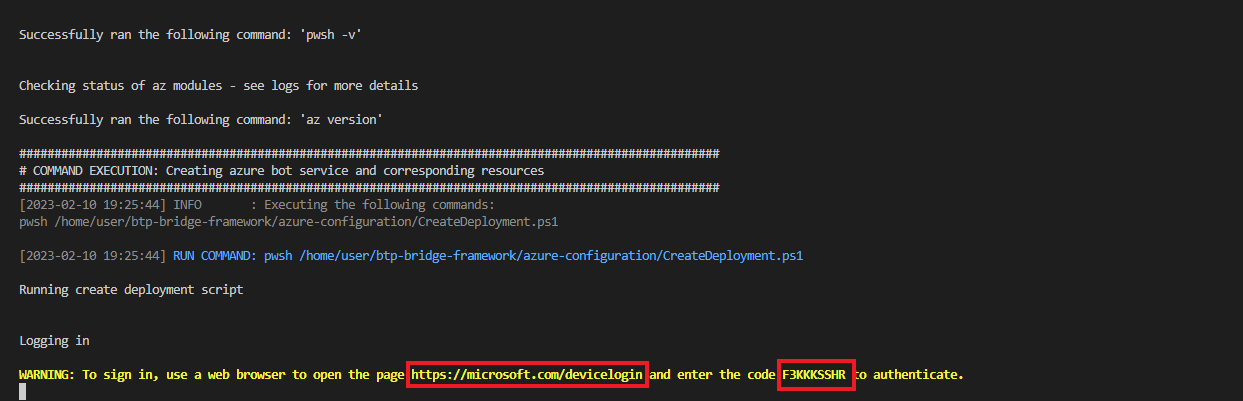 Successfully ran the following command: 'pwsh -v'
Checking status of az modules - see logs for more details
Successfully ran the following command: 'az version'
####################################################################################################
# COMMAND EXECUTION: Creating azure bot service and corresponding resources
####################################################################################################
[2023-02-10 19:25:44] INFO       : Executing the following commands:
pwsh /home/user/btp-bridge-framework/azure-configuration/CreateDeployment.ps1
[2023-02-10 19:25:44] RUN COMMAND: pwsh /home/user/btp-bridge-framework/azure-configuration/CreateDeployment.ps1
Running create deployment script
Logging in
WARNING: To sign in, use a web browser to open the page https://microsoft.com/devicelogin and enter the code F3KKKSSHR to authenticate.